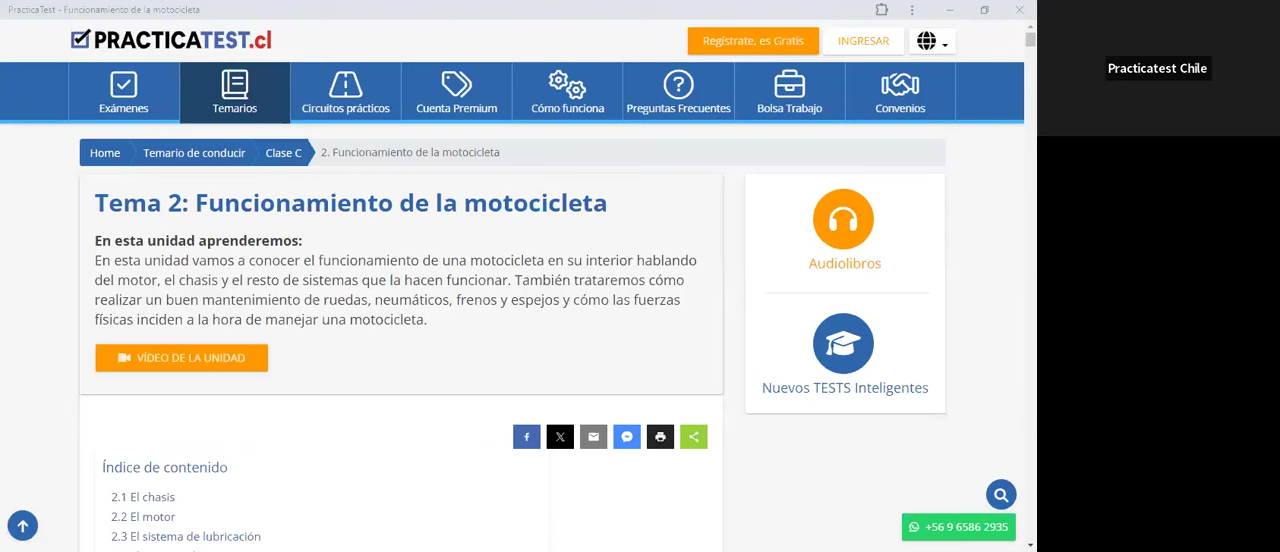 PracticaTest - Funcionamiento de la motocicleta
PRACTICATEST.cl
Regístrate, es Gratis
INGRESAR
Exámenes
Temarios
Circuitos prácticos
Cuenta Premium
Cómo funciona
Preguntas Frecuentes
Bolsa Trabajo
Convenios
Home
Temario de conducir
Clase C
2. Funcionamiento de la motocicleta
Tema 2: Funcionamiento de la motocicleta
En esta unidad aprenderemos:
En esta unidad vamos a conocer el funcionamiento de una motocicleta en su interior hablando
del motor, el chasis y el resto de sistemas que la hacen funcionar. También trataremos cómo
realizar un buen mantenimiento de ruedas, neumáticos, frenos y espejos y cómo las fuerzas
físicas inciden a la hora de manejar una motocicleta.
VÍDEO DE LA UNIDAD
Audiolibros
Nuevos TESTS Inteligentes
Índice de contenido
2.1 El chasis
2.2 El motor
2.3 El sistema de lubricación
+56 9 6586 2935
Practicatest Chile